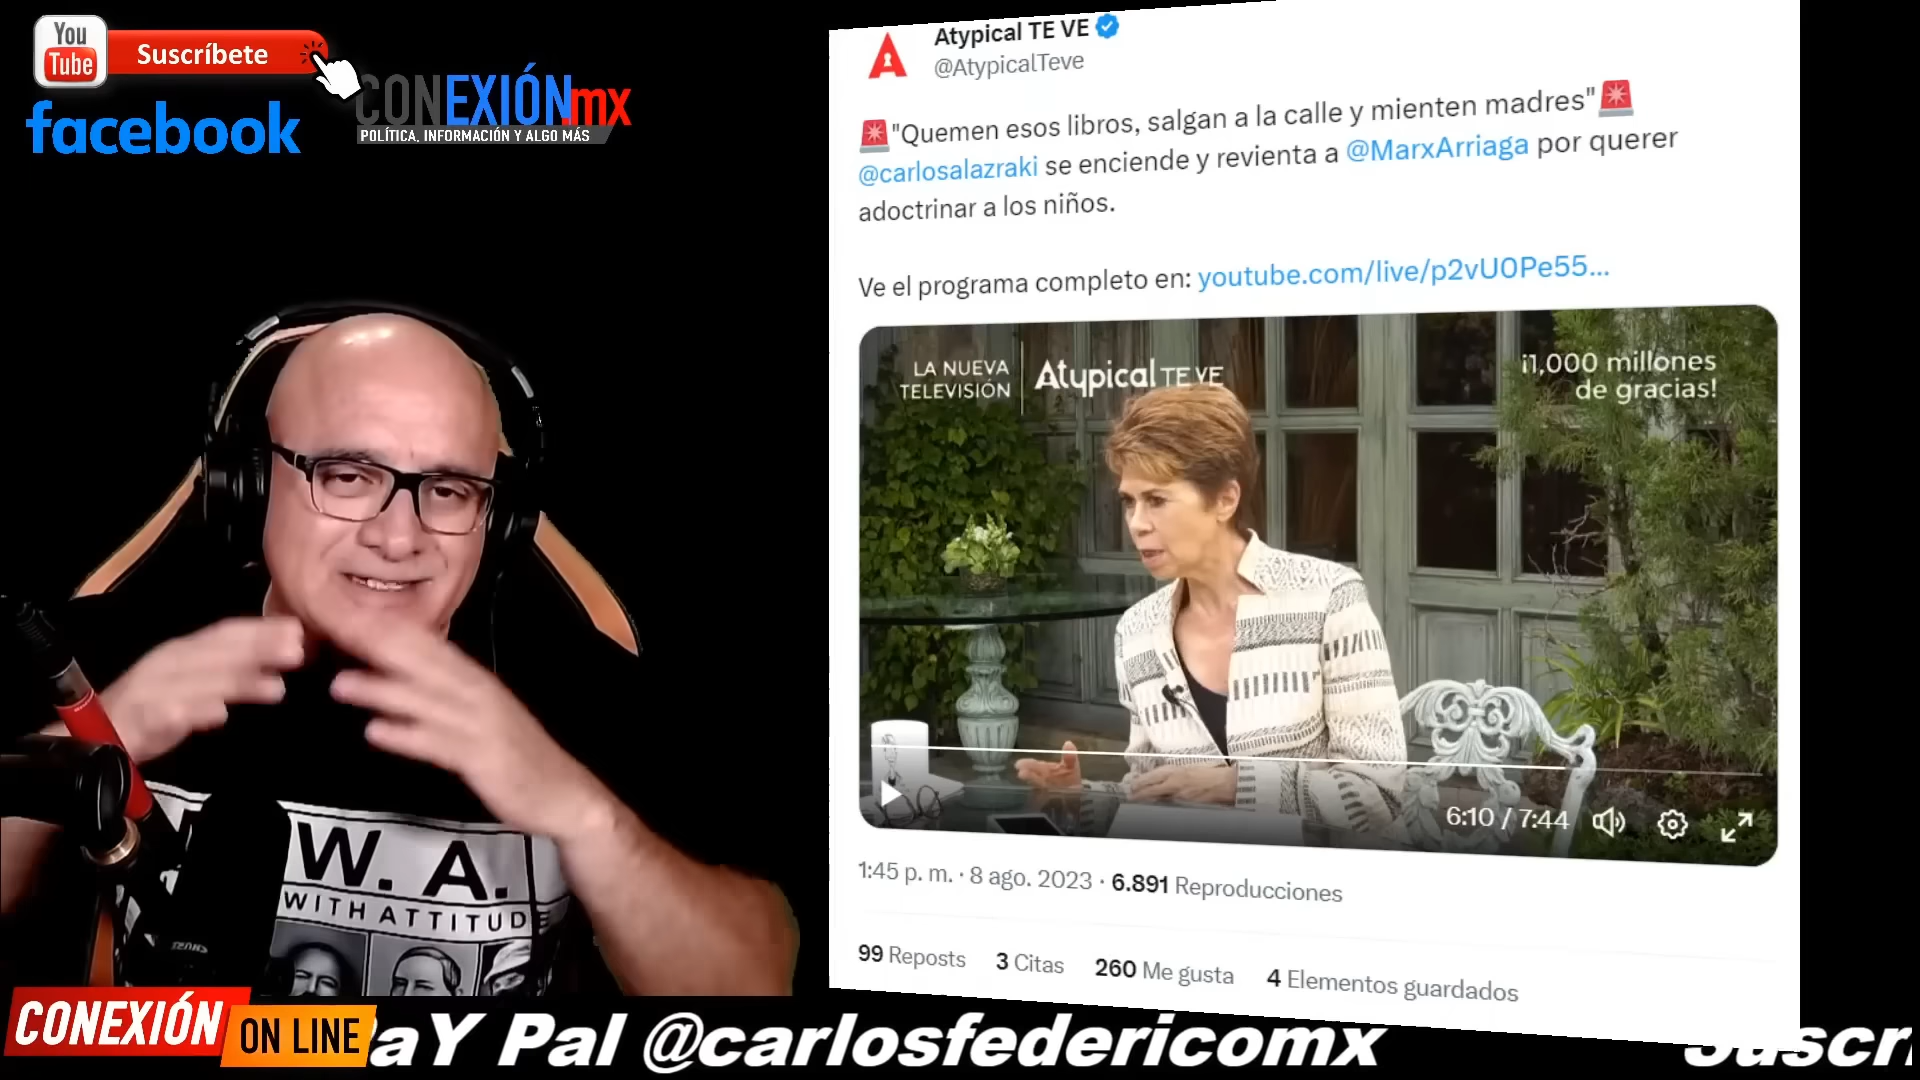 You
Tube
Suscríbete
facebook
CONEXIÓNmx
POLÍTICA, INFORMACIÓN Y ALGO MÁS
Atypical TE VE
@AtypicalTeve
"Quemen esos libros, salgan a la calle y mienten madres"
@carlosalazraki se enciende y revienta a @MarxArriaga por querer
adoctrinar a los niños.
Ve el programa completo en: youtube.com/live/p2vU0Pe55...
LA NUEVA
TELEVISIÓN
Atypical TE VE
¡1,000 millones
de gracias!
6:10 / 7:44
1:45 p. m. · 8 ago. 2023 · 6.891 Reproducciones
99 Reposts 3 Citas 260 Me gusta 4 Elementos guardados
W. A.
WITH ATTITUDE
CONEXIÓN
ON LINE
aY Pal @carlosfedericomx
Suscri